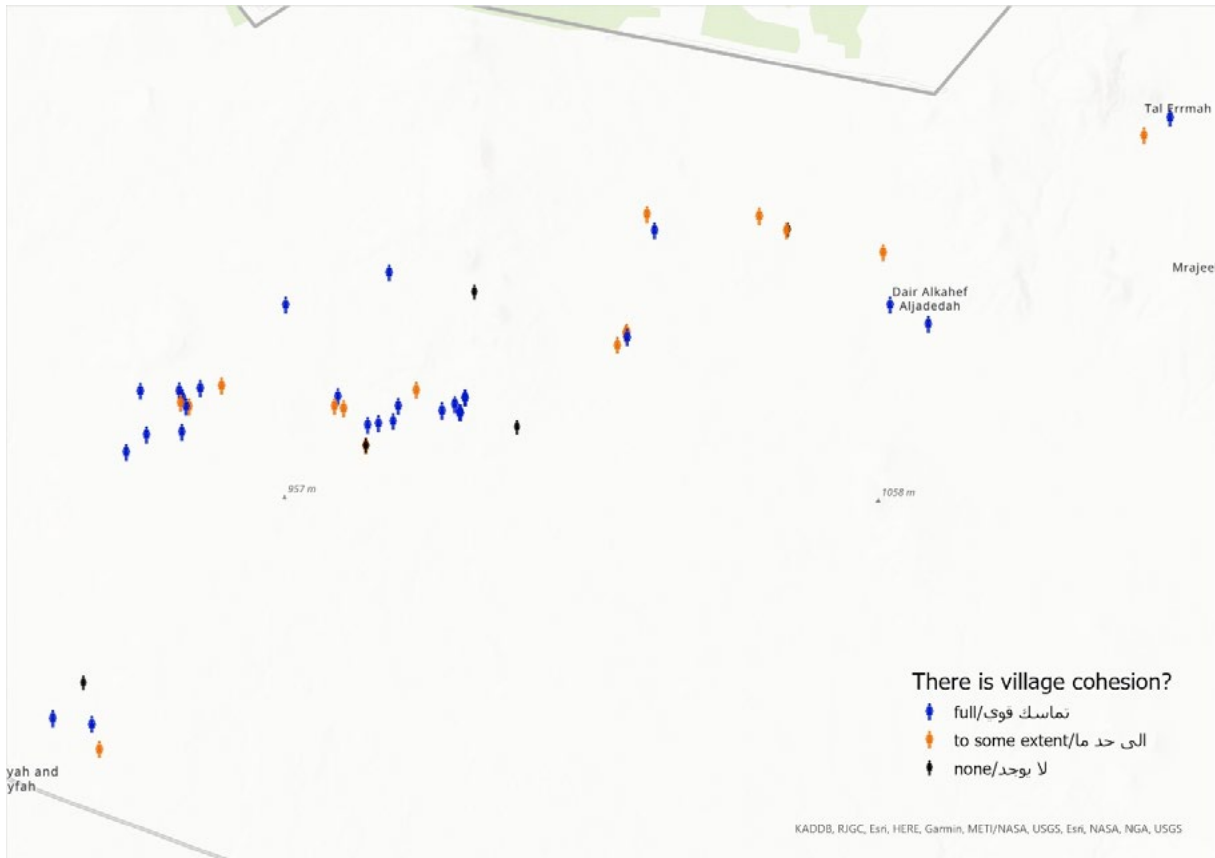 Tal Errmah
Mrajee
Dair Alkahef
Aljadedah
957 m
1058 m
yah and
yfah
There is village cohesion?
full/تماسك قوي
to some extent/الى حد ما
none/لا يوجد
KADDB, RJGC, Esri, HERE, Garmin, METI/NASA, USGS, Esri, NASA, NGA, USGS